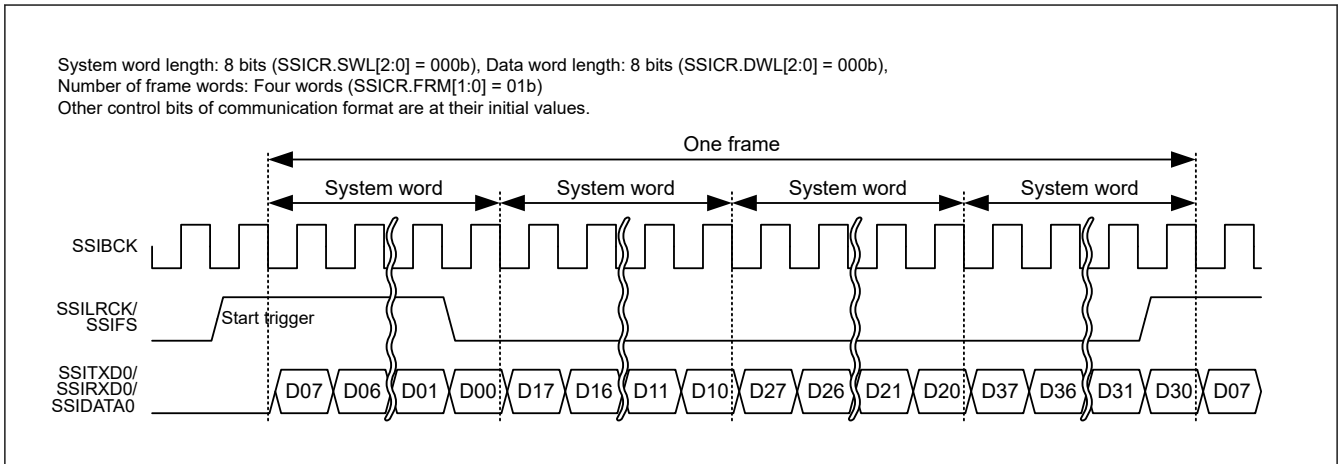 System word length: 8 bits (SSICR.SWL[2:0] = 000b), Data word length: 8 bits (SSICR.DWL[2:0] = 000b),
Number of frame words: Four words (SSICR.FRM[1:0] = 01b)
Other control bits of communication format are at their initial values.
One frame
System word System word System word System word
SSIBCK
SSILRCK/
SSIFS
Start trigger
SSITXD0/
SSIRXD0/
SSIDATA0
D07 D06 D01 D00 D17 D16 D11 D10 D27 D26 D21 D20 D37 D36 D31 D30 D07